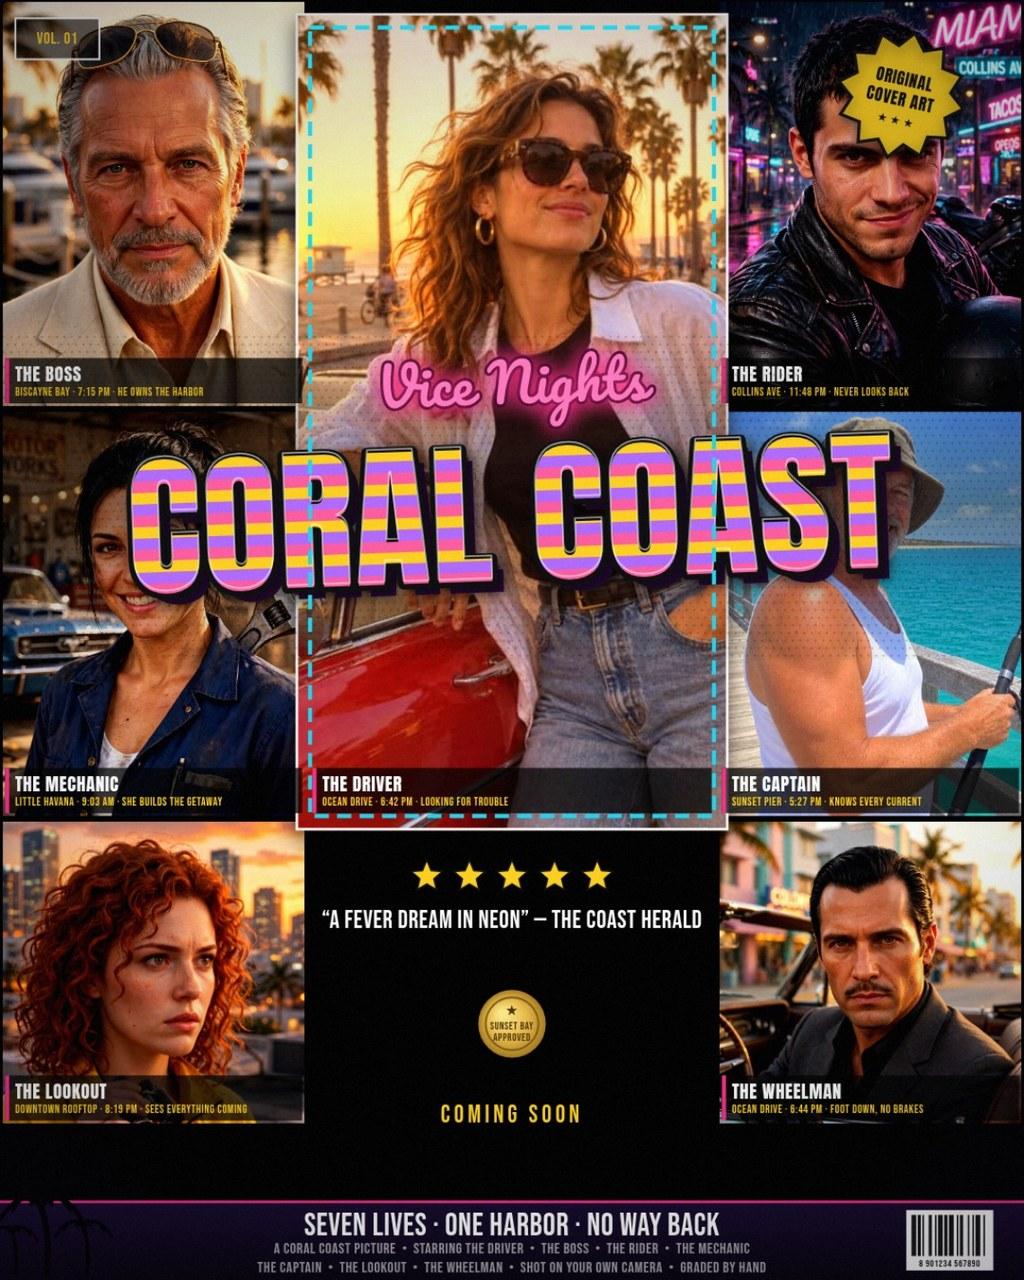 VOL. 01
MIAM
COLLINS AV
TACOS
ORIGINAL
COVER ART
THE BOSS
BISCAYNE BAY · 7:15 PM · HE OWNS THE HARBOR
THE RIDER
COLLINS AVE · 11:48 PM · NEVER LOOKS BACK
Vice Nights
CORAL COAST
MOTOR
WORKS
THE MECHANIC
LITTLE HAVANA · 9:03 AM · SHE BUILDS THE GETAWAY
THE DRIVER
OCEAN DRIVE · 6:42 PM · LOOKING FOR TROUBLE
THE CAPTAIN
SUNSET PIER · 5:27 PM · KNOWS EVERY CURRENT
“A FEVER DREAM IN NEON” – THE COAST HERALD
SUNSET BAY
APPROVED
THE LOOKOUT
DOWNTOWN ROOFTOP · 8:19 PM · SEES EVERYTHING COMING
COMING SOON
THE WHEELMAN
OCEAN DRIVE · 6:44 PM · FOOT DOWN, NO BRAKES
SEVEN LIVES · ONE HARBOR · NO WAY BACK
A CORAL COAST PICTURE • STARRING THE DRIVER • THE BOSS • THE RIDER • THE MECHANIC
THE CAPTAIN • THE LOOKOUT • THE WHEELMAN • SHOT ON YOUR OWN CAMERA • GRADED BY HAND
8 901234 567890